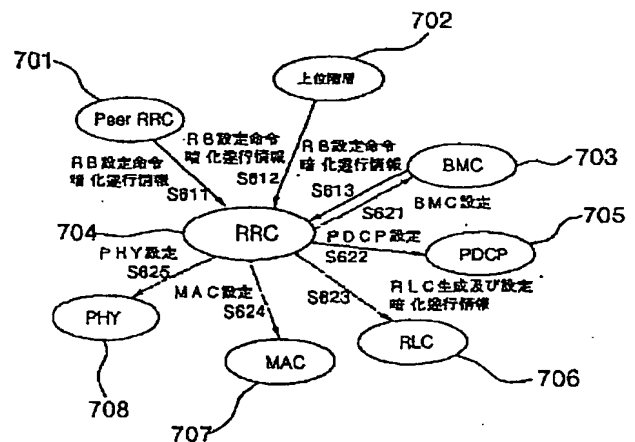 702
701
上位階層
Peer RRC
RB設定命令
暗 化遂行情報
S611
RB設定命令
暗 化遂行情報
S612
RB設定命令
暗 化遂行情報
S613
BMC
703
S621
BMC設定
704
RRC
PDCP設定
S622
705
PDCP
PHY設定
S625
MAC設定
S624
S623
RLC生成及び設定
暗 化遂行情報
PHY
708
MAC
707
RLC
706